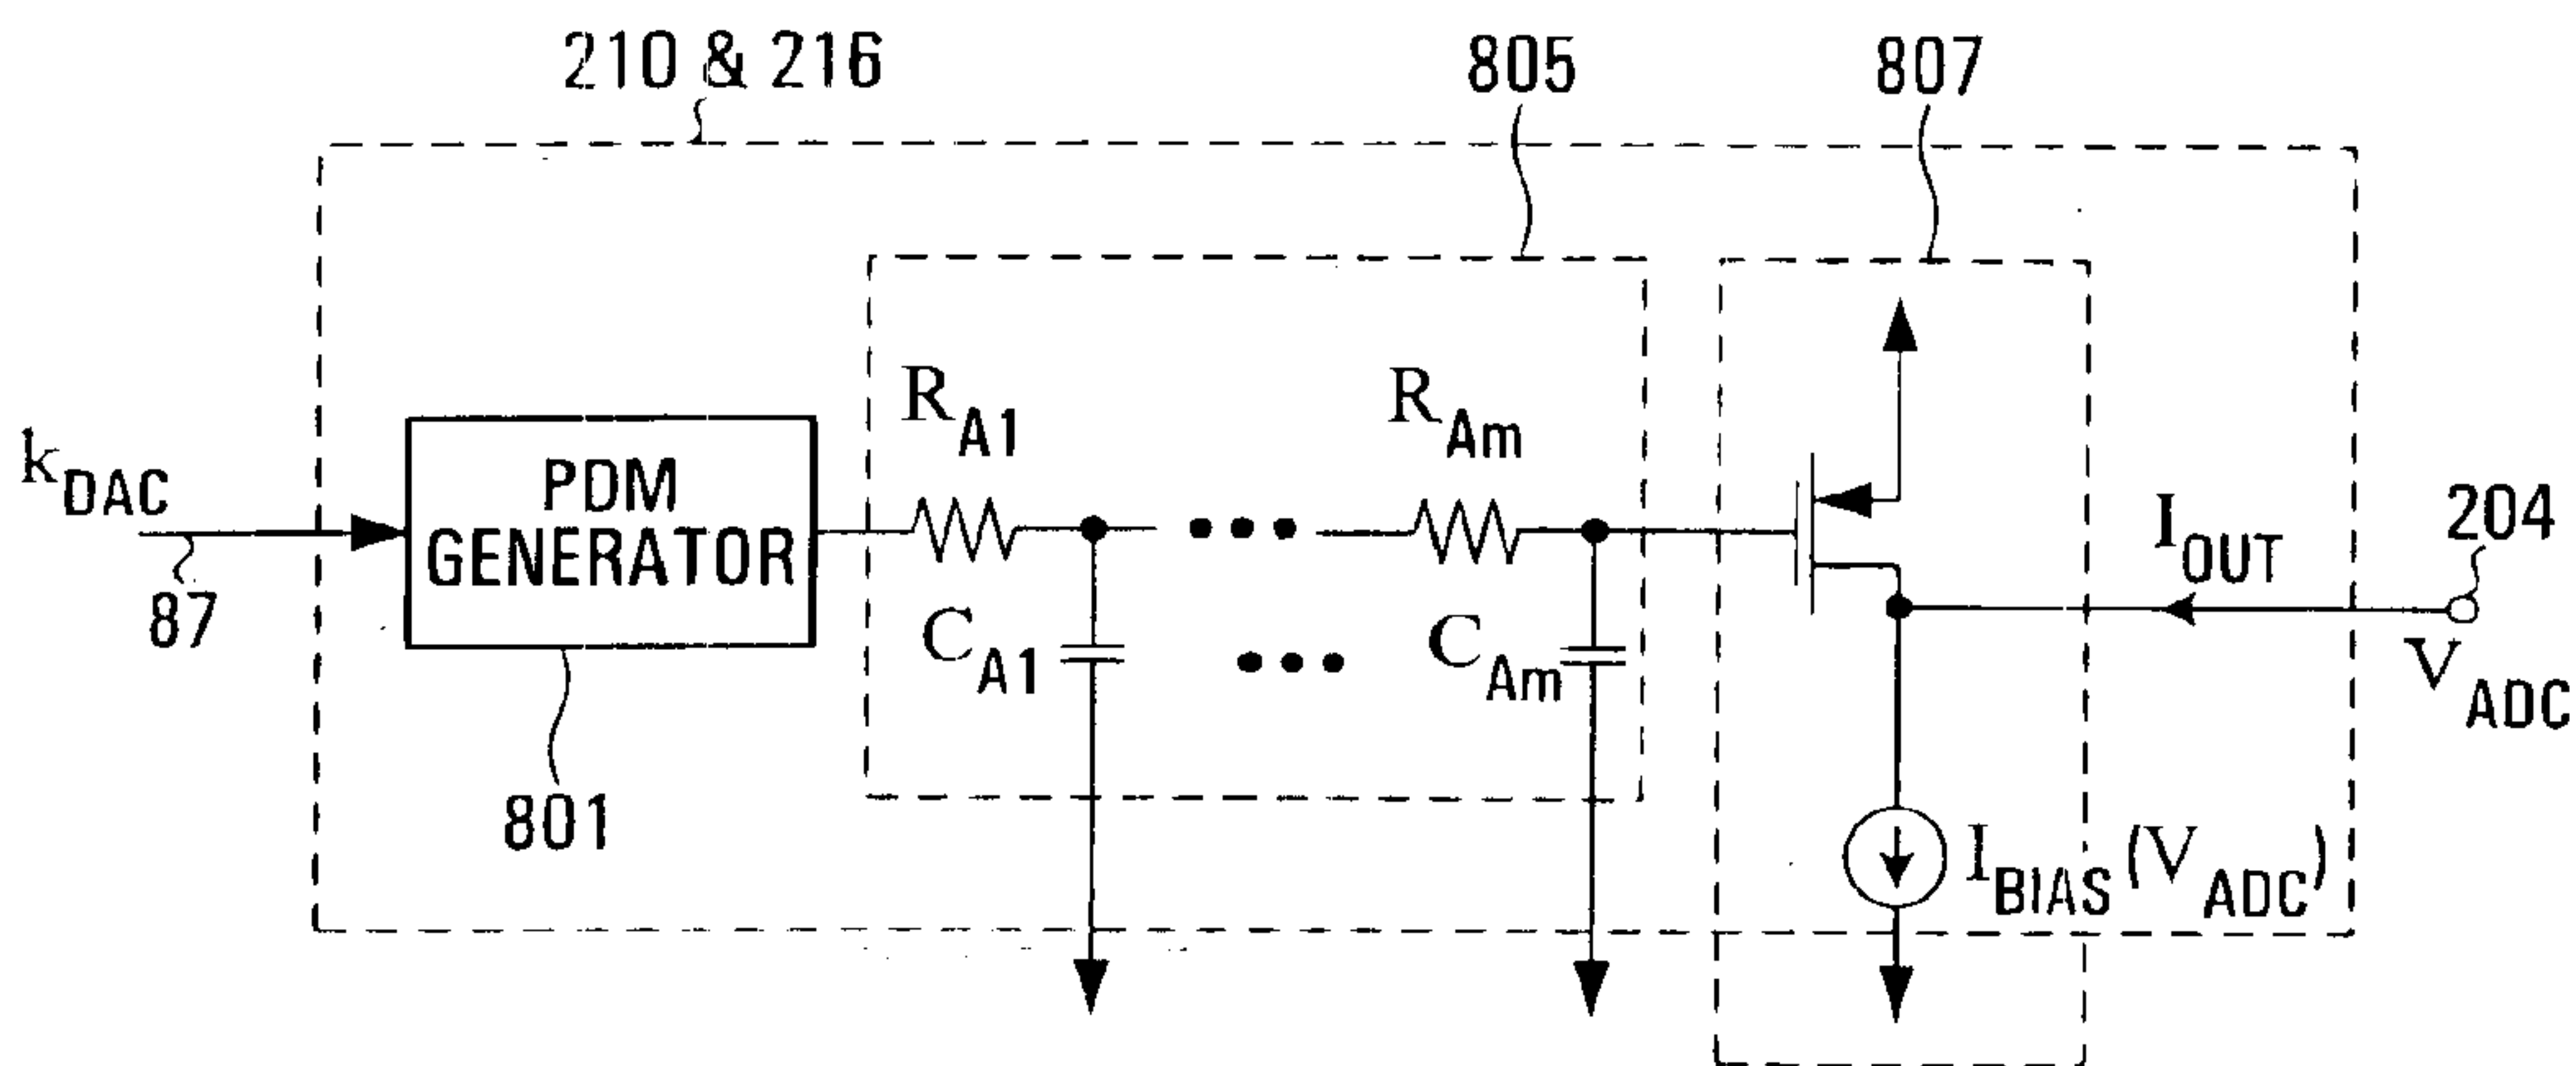 210 & 216
805
807
R A1
R Am
k DAC
PDM
GENERATOR
I OUT
204
87
C A1
C Am
V ADC
801
I BIAS (V ADC)